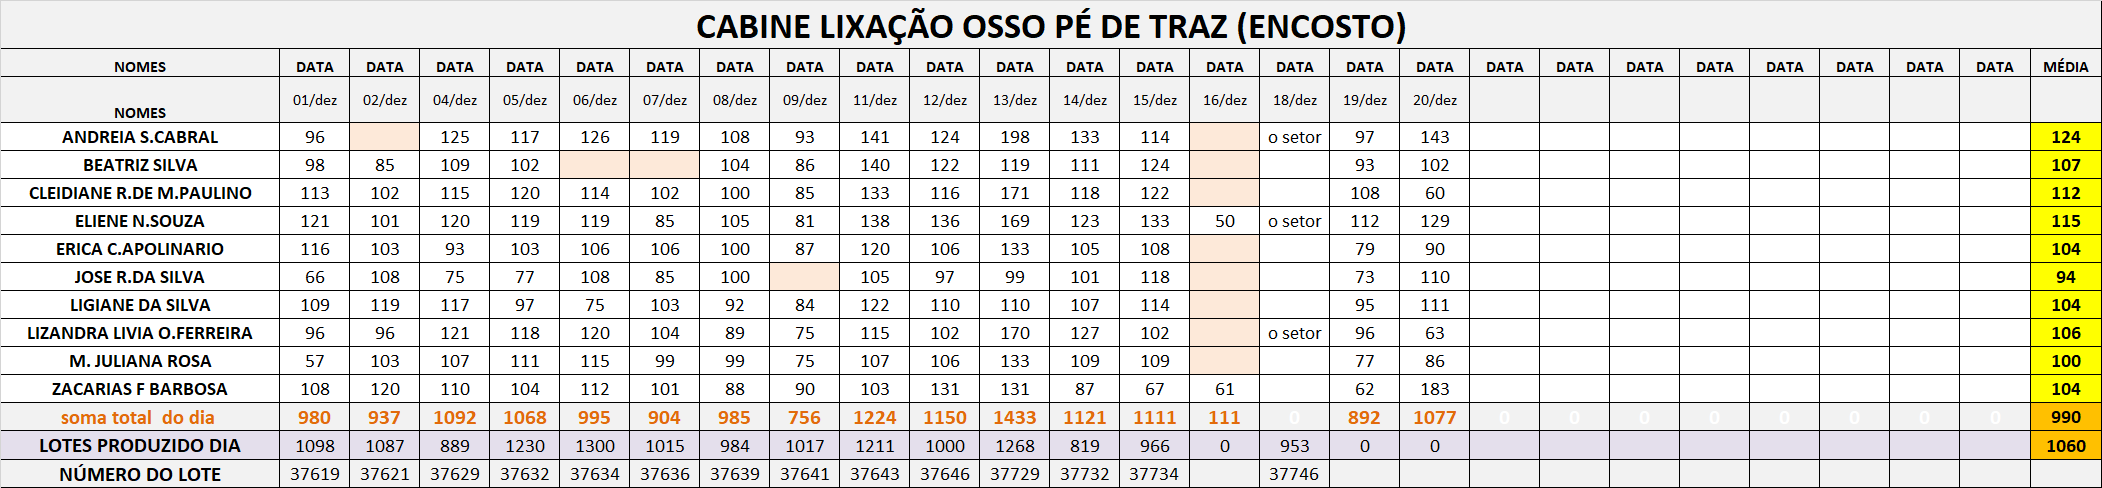 CABINE LIXAÇÃO OSSO PÉ DE TRAZ (ENCOSTO)
NOMES DATA DATA DATA DATA DATA DATA DATA DATA DATA DATA DATA DATA DATA DATA DATA DATA DATA DATA DATA DATA DATA DATA DATA DATA DATA MÉDIA
NOMES 01/dez 02/dez 04/dez 05/dez 06/dez 07/dez 08/dez 09/dez 11/dez 12/dez 13/dez 14/dez 15/dez 16/dez 18/dez 19/dez 20/dez
ANDREIA S.CABRAL 96 125 117 126 119 108 93 141 124 198 133 114 o setor 97 143 124
BEATRIZ SILVA 98 85 109 102 104 86 140 122 119 111 124 93 102 107
CLEIDIANE R.DE M.PAULINO 113 102 115 120 114 102 100 85 133 116 171 118 122 108 60 112
ELIENE N.SOUZA 121 101 120 119 119 85 105 81 138 136 169 123 133 50 o setor 112 129 115
ERICA C.APOLINARIO 116 103 93 103 106 106 100 87 120 106 133 105 108 79 90 104
JOSE R.DA SILVA 66 108 75 77 108 85 100 105 97 99 101 118 73 110 94
LIGIANE DA SILVA 109 119 117 97 75 103 92 84 122 110 110 107 114 95 111 104
LIZANDRA LIVIA O.FERREIRA 96 96 121 118 120 104 89 75 115 102 170 127 102 o setor 96 63 106
M. JULIANA ROSA 57 103 107 111 115 99 99 75 107 106 133 109 109 77 86 100
ZACARIAS F BARBOSA 108 120 110 104 112 101 88 90 103 131 131 87 67 61 62 183 104
soma total do dia 980 937 1092 1068 995 904 985 756 1224 1150 1433 1121 1111 111 0 892 1077 0 0 0 0 0 0 0 0 990
LOTES PRODUZIDO DIA 1098 1087 889 1230 1300 1015 984 1017 1211 1000 1268 819 966 0 953 0 0 1060
NÚMERO DO LOTE 37619 37621 37629 37632 37634 37636 37639 37641 37643 37646 37729 37732 37734 37746